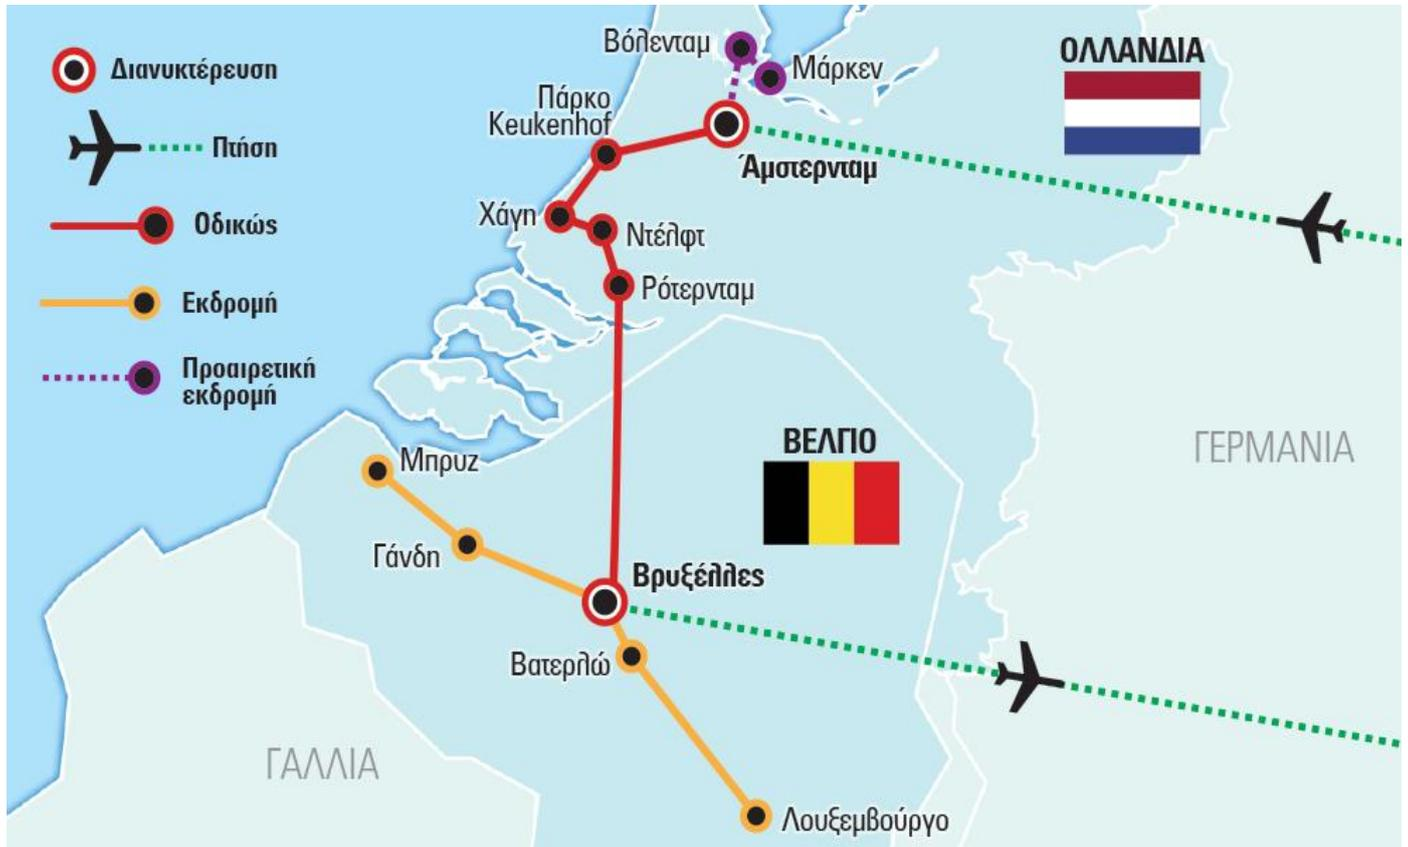 Διανυκτέρευση
Πτήση
Οδικώς
Εκδρομή
Προαιρετική
εκδρομή
Βόλενταμ
Μάρκεν
ΟΛΛΑΝΔΙΑ
Πάρκο
Keukenhof
Άμστερνταμ
Χάγη
Ντέλφτ
Ρότερνταμ
ΒΕΛΓΙΟ
ΓΕΡΜΑΝΙΑ
Μπρυζ
Γάνδη
Βρυξέλλες
Βατερλώ
ΓΑΛΛΙΑ
Λουξεμβούργο